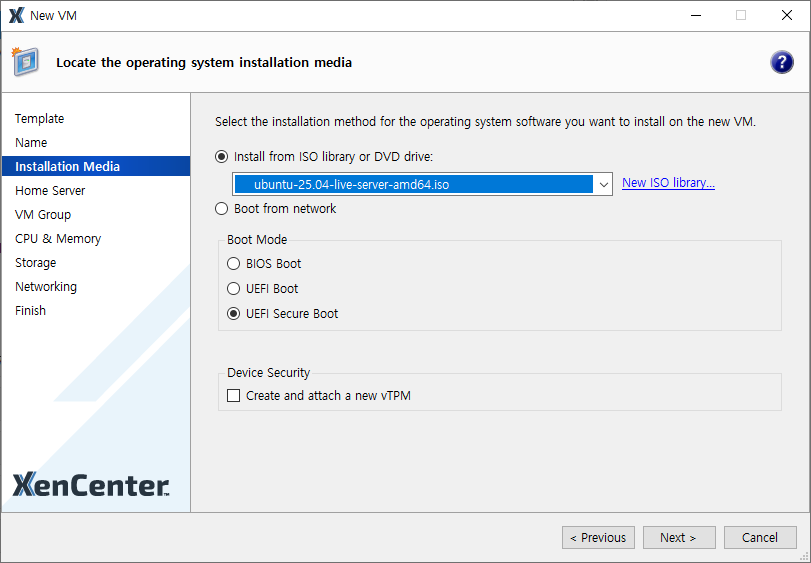 New VM
Locate the operating system installation media
?
Template
Name
Installation Media
Home Server
VM Group
CPU & Memory
Storage
Networking
Finish
XenCenter™
Select the installation method for the operating system software you want to install on the new VM.
Install from ISO library or DVD drive:
ubuntu-25.04-live-server-amd64.iso
New ISO library...
Boot from network
Boot Mode
BIOS Boot
UEFI Boot
UEFI Secure Boot
Device Security
Create and attach a new vTPM
< Previous
Next >
Cancel